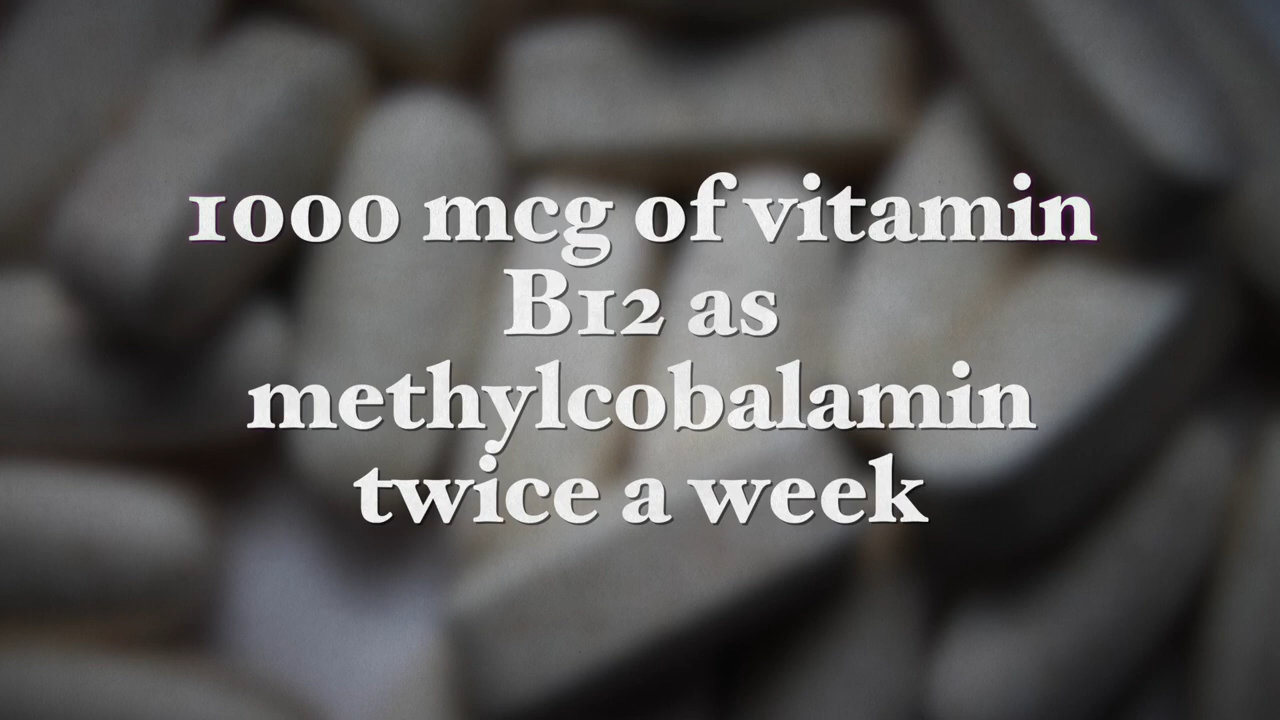 1000 mcg of vitamin
B12 as
methylcobalamin
twice a week